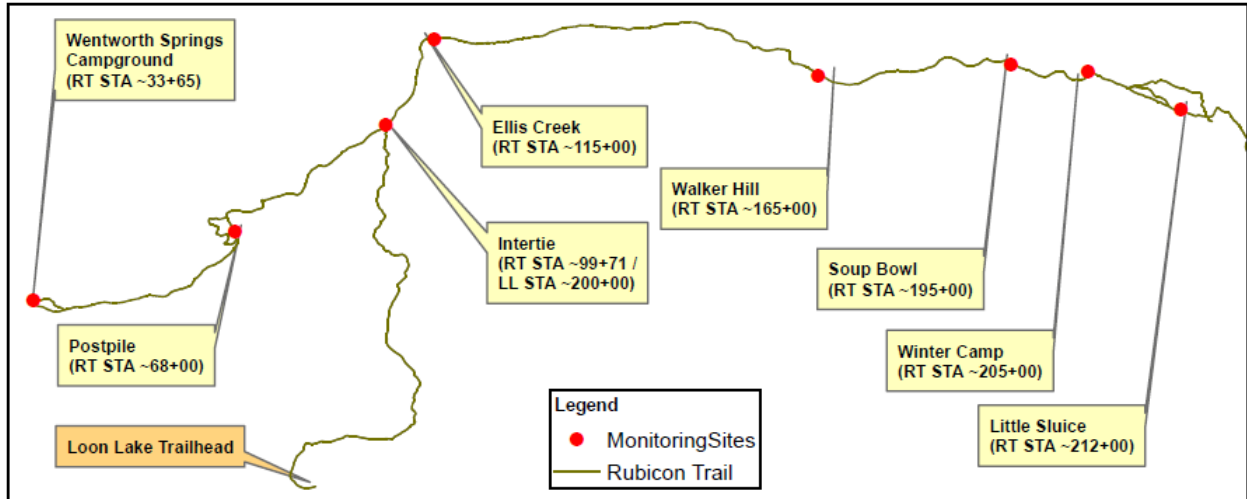 Wentworth Springs
Campground
(RT STA ~33+65)
Ellis Creek
(RT STA ~115+00)
Walker Hill
(RT STA ~165+00)
Intertie
(RT STA ~99+71 /
LL STA ~200+00)
Soup Bowl
(RT STA ~195+00)
Postpile
(RT STA ~68+00)
Winter Camp
(RT STA ~205+00)
Little Sluice
(RT STA ~212+00)
Loon Lake Trailhead
Legend
MonitoringSites
Rubicon Trail